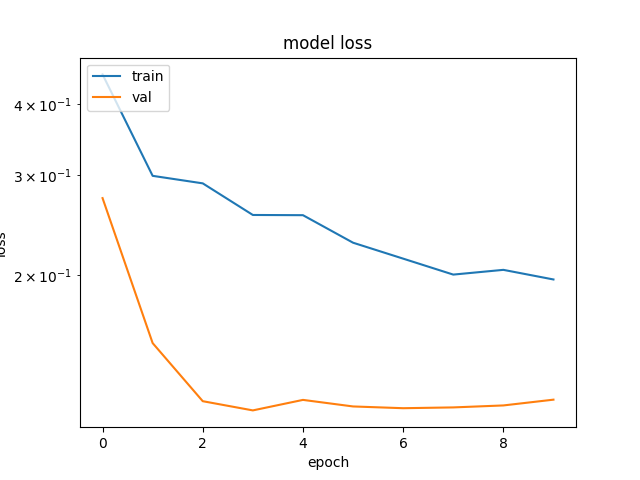 model loss
train
val
4 × 10⁻¹
3 × 10⁻¹
2 × 10⁻¹
loss
0 2 4 6 8
epoch